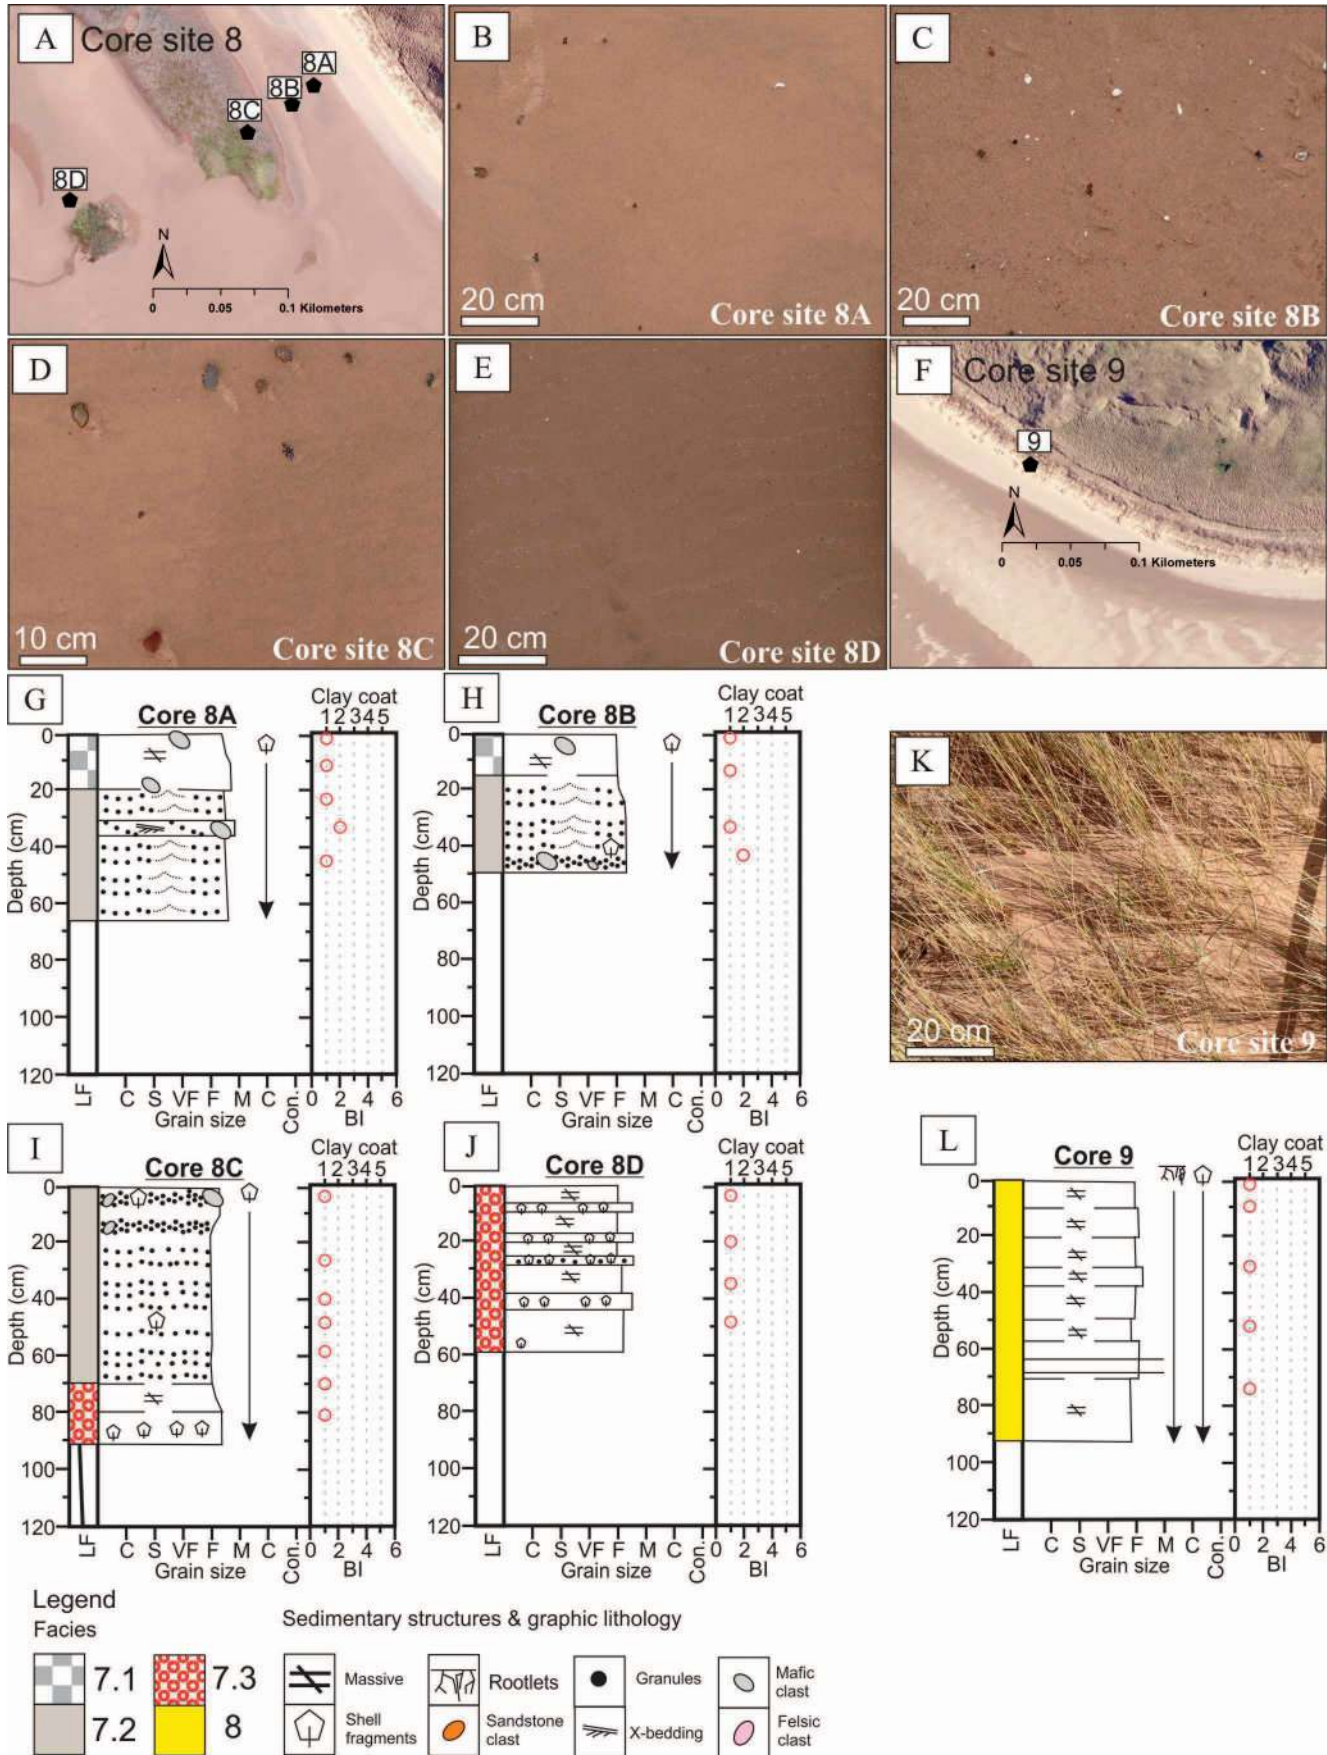 A Core site 8
8A
8B
8C
8D
N
0 0.05 0.1 Kilometers
B
20 cm
Core site 8A
C
20 cm
Core site 8B
D
10 cm
Core site 8C
E
20 cm
Core site 8D
F Core site 9
9
N
0 0.05 0.1 Kilometers
G
Core 8A
Clay coat
1 2 3 4 5
0
20
40
60
80
100
120
Depth (cm)
LF C S VF F M C Con. 0 2 4 6
Grain size BI
H
Core 8B
Clay coat
1 2 3 4 5
0
20
40
60
80
100
120
Depth (cm)
LF C S VF F M C Con. 0 2 4 6
Grain size BI
K
20 cm
Core site 9
I
Core 8C
Clay coat
1 2 3 4 5
0
20
40
60
80
100
120
Depth (cm)
LF C S VF F M C Con. 0 2 4 6
Grain size BI
J
Core 8D
Clay coat
1 2 3 4 5
0
20
40
60
80
100
120
Depth (cm)
LF C S VF F M C Con. 0 2 4 6
Grain size BI
L
Core 9
Clay coat
1 2 3 4 5
0
20
40
60
80
100
120
Depth (cm)
LF C S VF F M C Con. 0 2 4 6
Grain size BI
Legend
Facies
7.1
7.3
7.2
8
Sedimentary structures & graphic lithology
Massive
Rootlets
Granules
Mafic
clast
Shell
fragments
Sandstone
clast
X-bedding
Felsic
clast